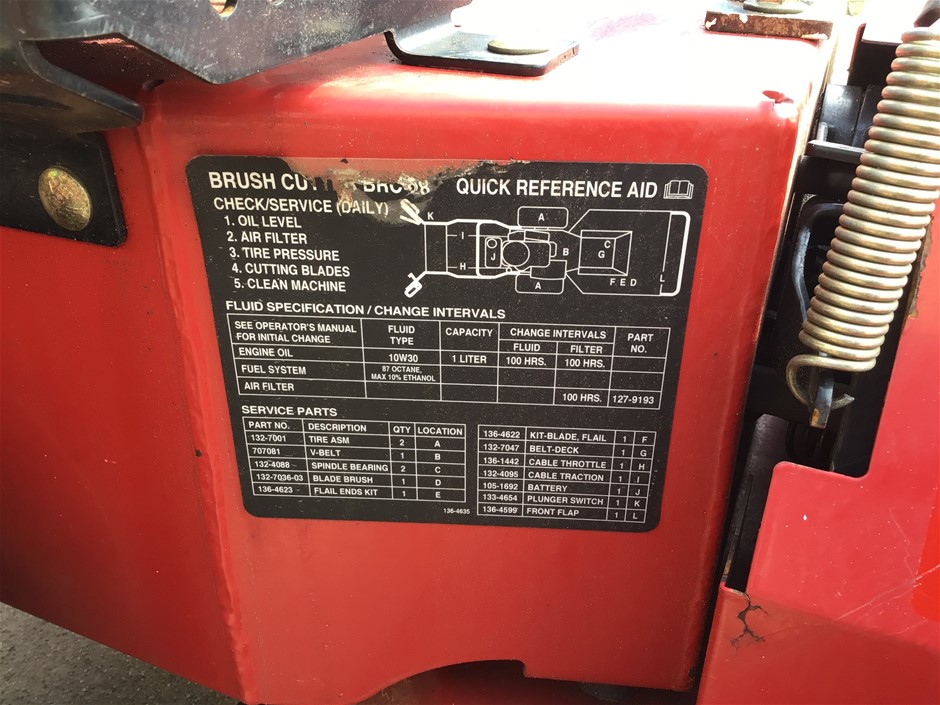 BRUSH BRC 28 QUICK REFERENCE AID
CHECK/SERVICE (DAILY)
1. OIL LEVEL
2. AIR FILTER
3. TIRE PRESSURE
4. CUTTING BLADES
5. CLEAN MACHINE
K
I
H
J
A
B
A
C
G
F E D
L
FLUID SPECIFICATION / CHANGE INTERVALS
SEE OPERATOR'S MANUAL FOR INITIAL CHANGE FLUID TYPE CAPACITY CHANGE INTERVALS FLUID FILTER PART NO.
ENGINE OIL 10W30 1 LITER 100 HRS. 100 HRS.
FUEL SYSTEM 87 OCTANE, MAX 10% ETHANOL
AIR FILTER 100 HRS. 127-9193
SERVICE PARTS
PART NO. DESCRIPTION QTY LOCATION
132-7001 TIRE ASM 2 A
707081 V-BELT 1 B
132-4088 SPINDLE BEARING 2 C
132-7036-03 BLADE BRUSH 1 D
136-4623 FLAIL ENDS KIT 1 E
136-4622 KIT-BLADE, FLAIL 1 F
132-7047 BELT-DECK 1 G
136-1442 CABLE THROTTLE 1 H
132-4095 CABLE TRACTION 1 I
105-1692 BATTERY 1 J
133-4654 PLUNGER SWITCH 1 K
136-4599 FRONT FLAP 1 L
136-4635